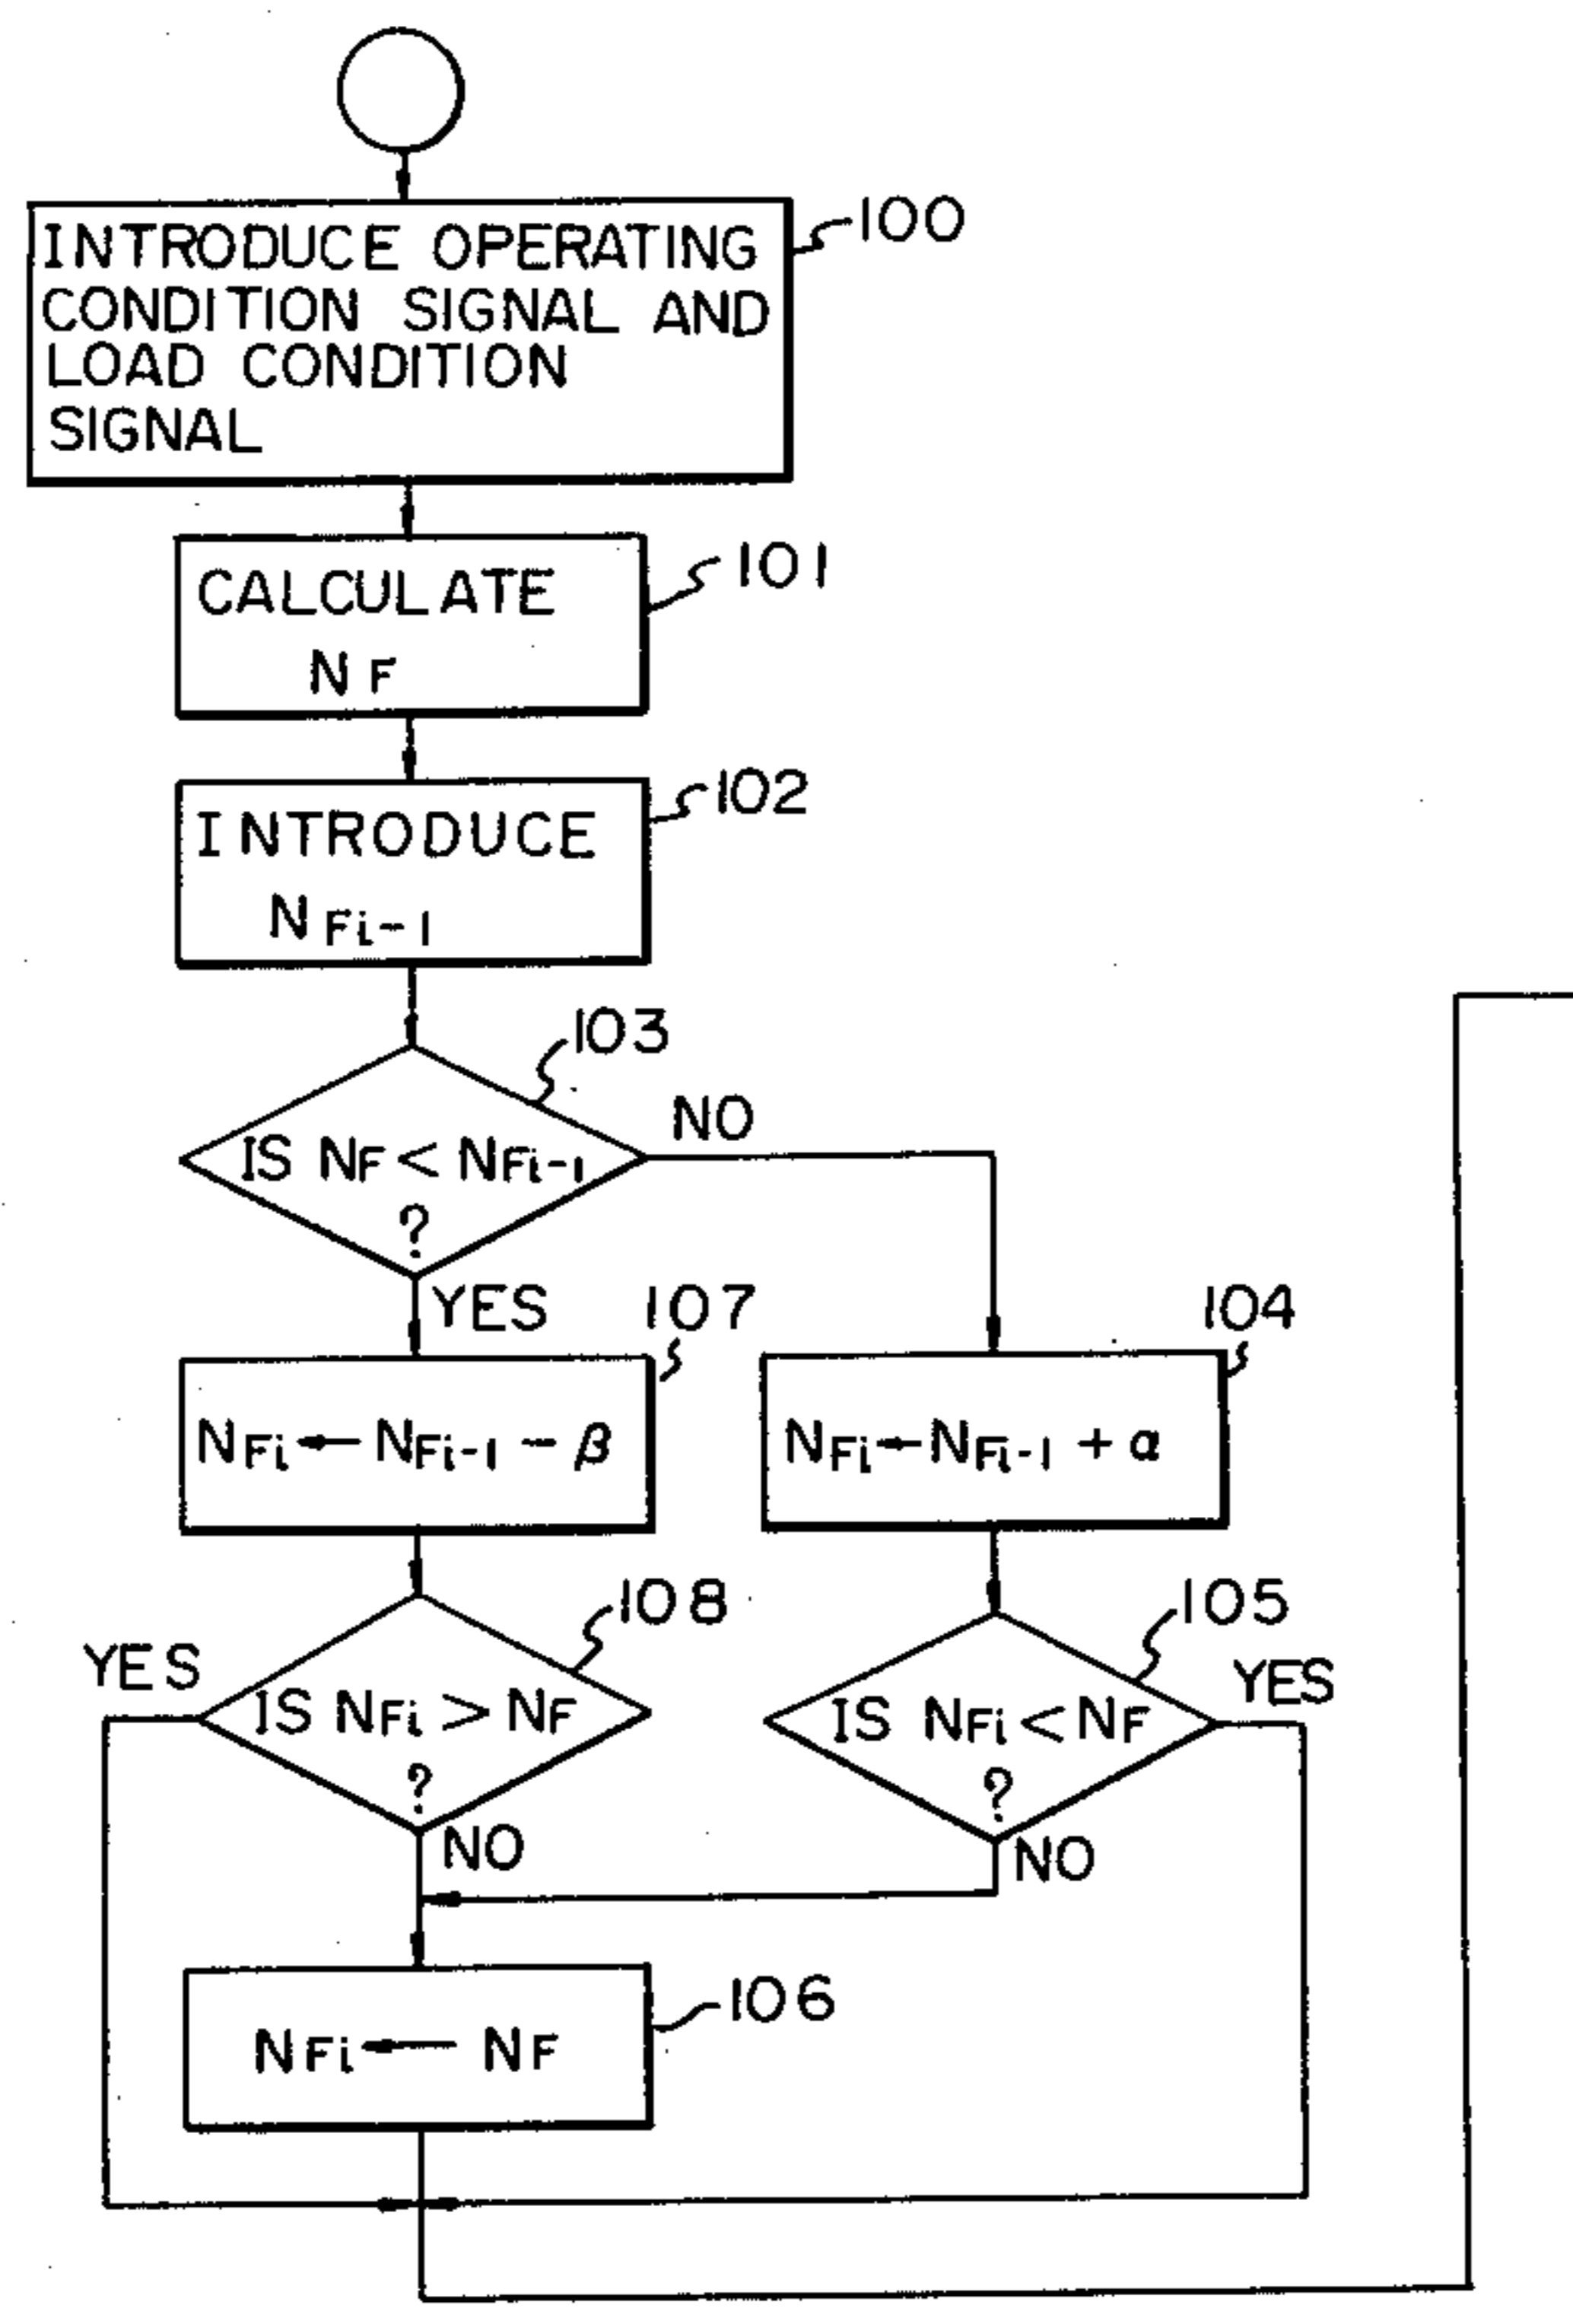 INTRODUCE OPERATING
CONDITION SIGNAL AND
LOAD CONDITION
SIGNAL
100
CALCULATE
NF
101
INTRODUCE
NFi-1
102
103
IS NF < NFi-1
?
NO
YES
107
104
NFi ← NFi-1 - β
NFi ← NFi-1 + α
108
105
YES
IS NFi > NF
?
NO
IS NFi < NF
?
YES
NO
106
NFi ← NF